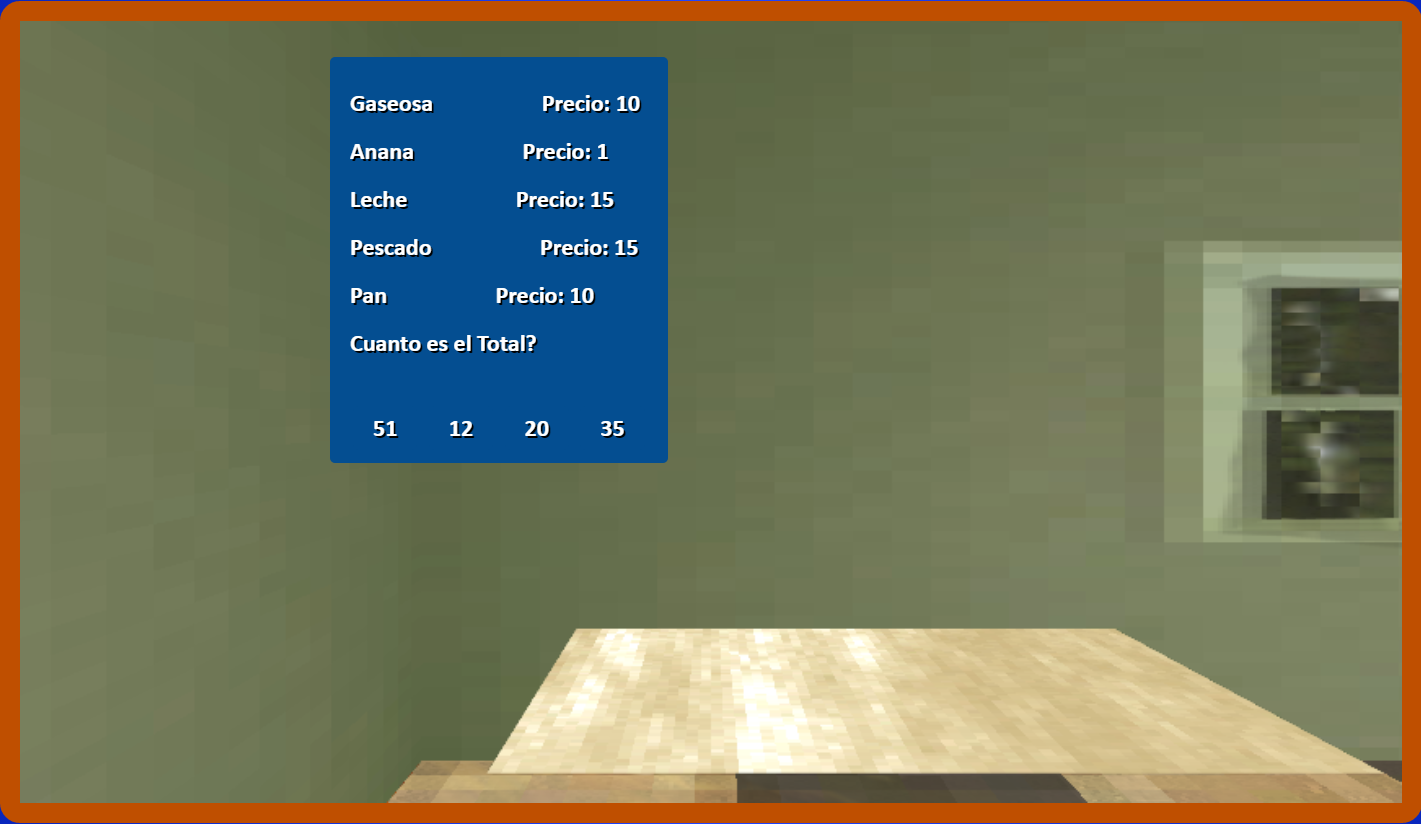 Gaseosa Precio: 10
Anana Precio: 1
Leche Precio: 15
Pescado Precio: 15
Pan Precio: 10
Cuanto es el Total?
51 12 20 35